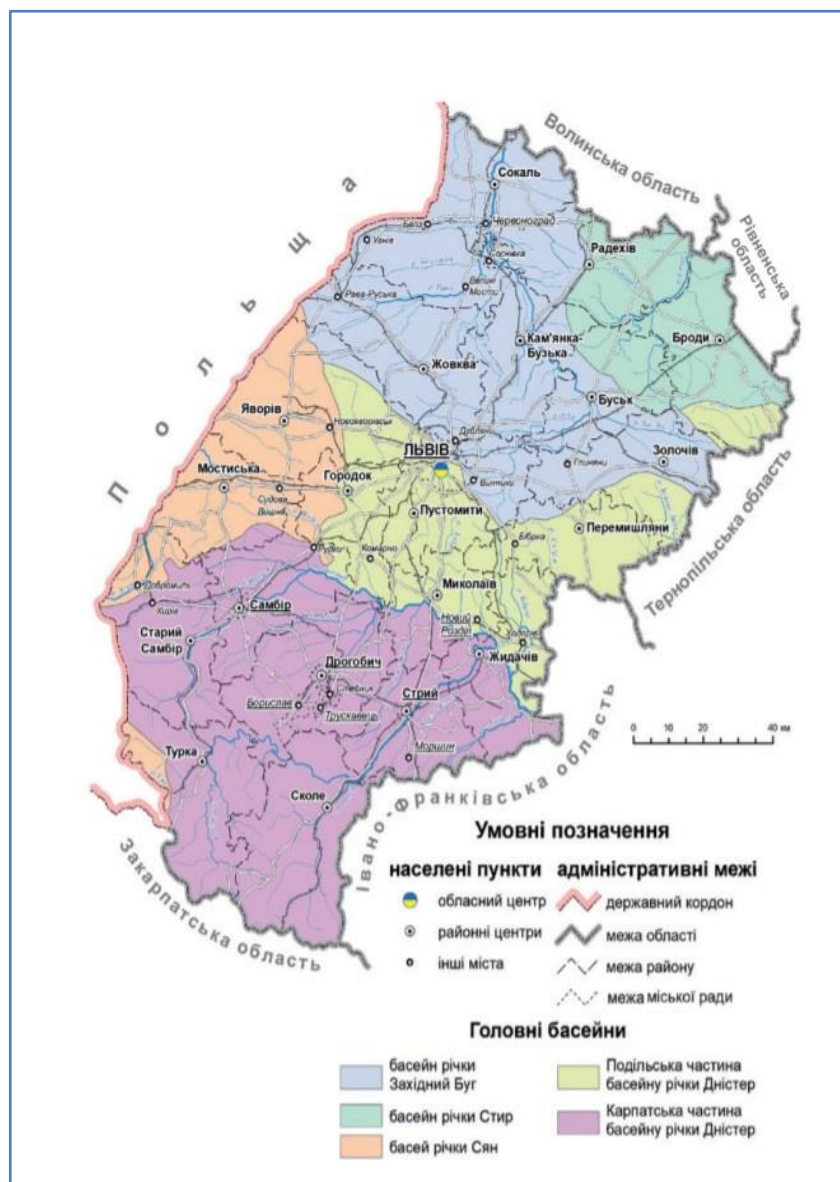 Польща
Волинська область
Рівненська область
Сокаль
Белз
Червоноград
Угнів
Соснівка
Радехів
Великі Мости
Рава-Руська
Кам'янка-Бузька
Броди
Жовква
Буськ
Яворів
Новояворівськ
Дубляни
ЛЬВІВ
Глиняни
Золочів
Мостиська
Городок
Винники
Судова Вишня
Пустомити
Перемишляни
Бібрка
Рудки
Комарно
Тернопільська область
Добромиль
Хирів
Самбір
Миколаїв
Новий Розділ
Ходорів
Старий Самбір
Жидачів
Дрогобич
Стебник
Борислав
Трускавець
Стрий
Моршин
Турка
Сколе
0 10 20 40 км
Івано-Франківська область
Закарпатська область
Умовні позначення
населені пункти
обласний центр
районні центри
інші міста
адміністративні межі
державний кордон
межа області
межа району
межа міської ради
Головні басейни
басейн річки
Західний Буг
басейн річки Стир
басей річки Сян
Подільська частина
басейну річки Дністер
Карпатська частина
басейну річки Дністер